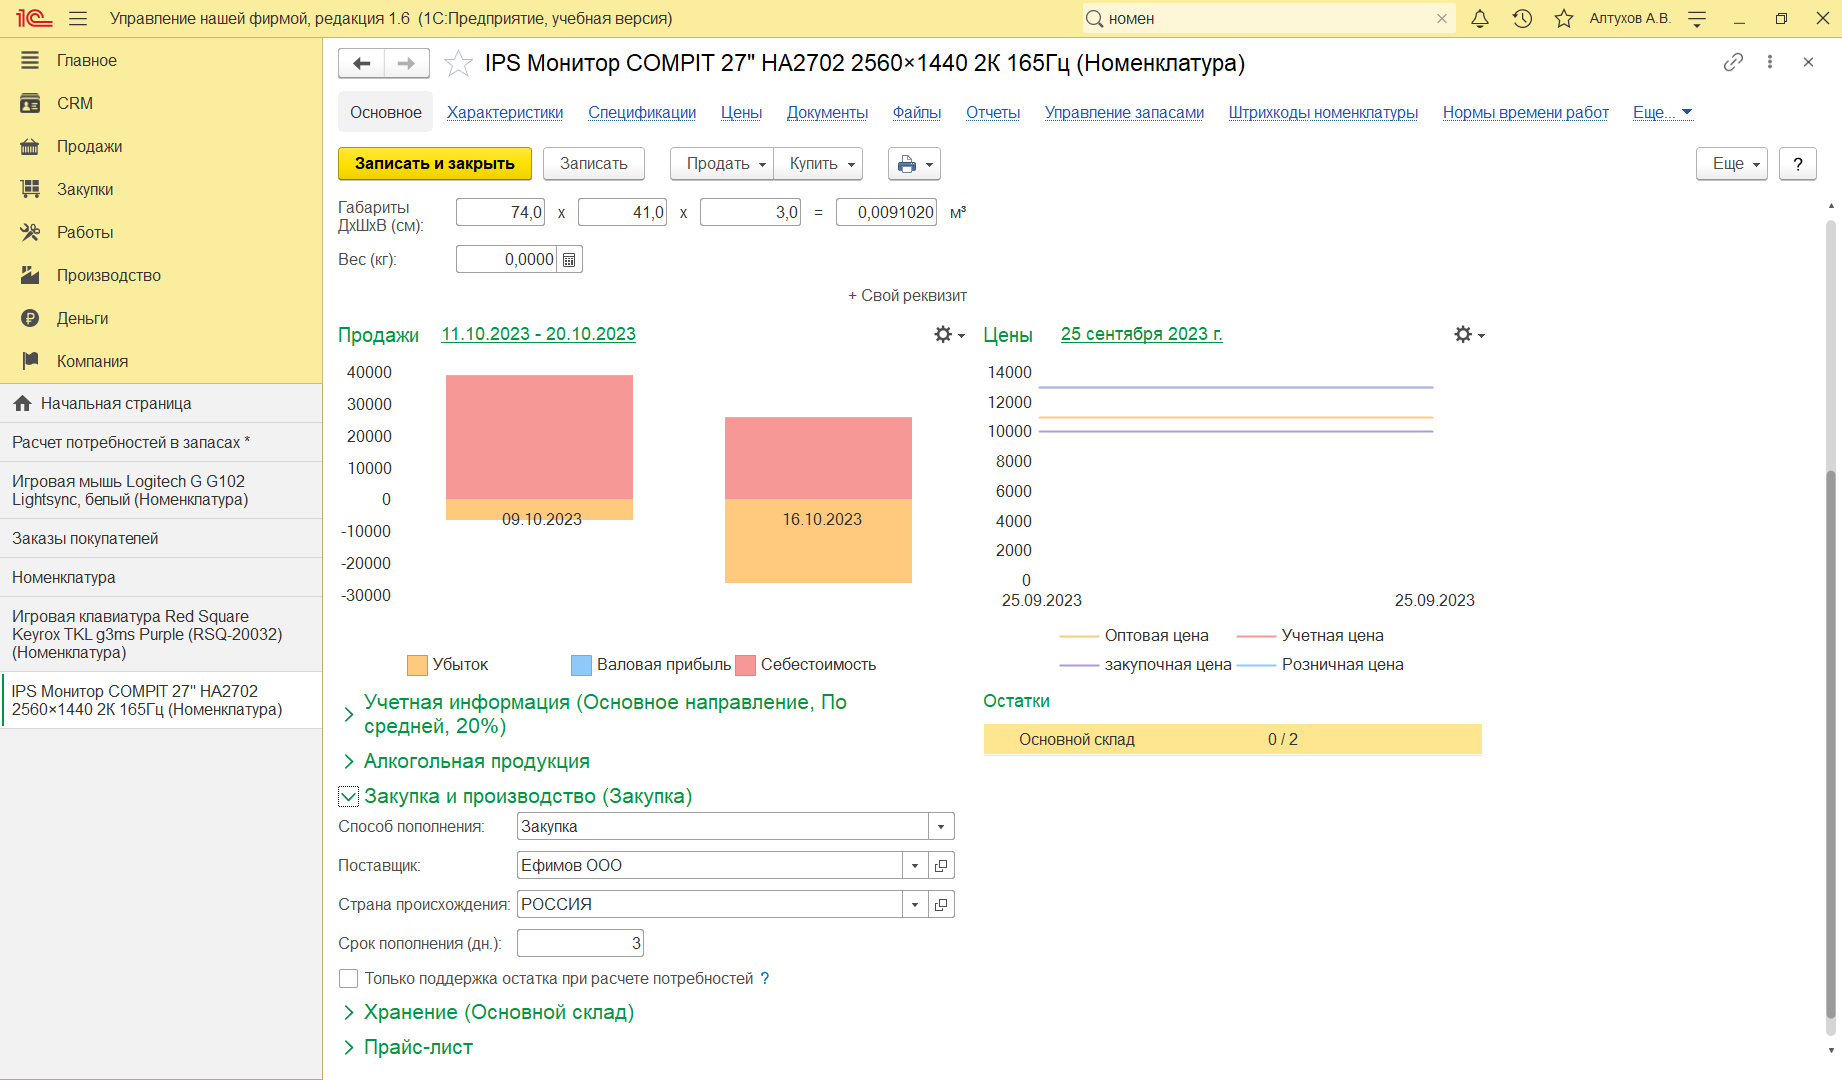 1С Управление нашей фирмой, редакция 1.6 (1С:Предприятие, учебная версия) номен Алтухов А.В.
Главное
CRM
Продажи
Закупки
Работы
Производство
Деньги
Компания
Начальная страница
Расчет потребностей в запасах *
Игровая мышь Logitech G G102
Lightsync, белый (Номенклатура)
Заказы покупателей
Номенклатура
Игровая клавиатура Red Square
Keyrox TKL g3ms Purple (RSQ-20032)
(Номенклатура)
IPS Монитор COMPIT 27" HA2702
2560×1440 2K 165Гц (Номенклатура)
IPS Монитор COMPIT 27" HA2702 2560×1440 2K 165Гц (Номенклатура)
Основное Характеристики Спецификации Цены Документы Файлы Отчеты Управление запасами Штрихкоды номенклатуры Нормы времени работ Еще...
Записать и закрыть Записать Продать Купить Еще ?
Габариты
ДхШхВ (см): 74,0 x 41,0 x 3,0 = 0,0091020 м³
Вес (кг): 0,0000
+ Свой реквизит
Продажи 11.10.2023 - 20.10.2023
40000
30000
20000
10000
0
-10000
-20000
-30000
09.10.2023 16.10.2023
Убыток Валовая прибыль Себестоимость
Цены 25 сентября 2023 г.
14000
12000
10000
8000
6000
4000
2000
0
25.09.2023 25.09.2023
Оптовая цена Учетная цена
закупочная цена Розничная цена
Остатки
Основной склад 0 / 2
Учетная информация (Основное направление, По
средней, 20%)
Алкогольная продукция
Закупка и производство (Закупка)
Способ пополнения: Закупка
Поставщик: Ефимов ООО
Страна происхождения: РОССИЯ
Срок пополнения (дн.): 3
Только поддержка остатка при расчете потребностей ?
Хранение (Основной склад)
Прайс-лист